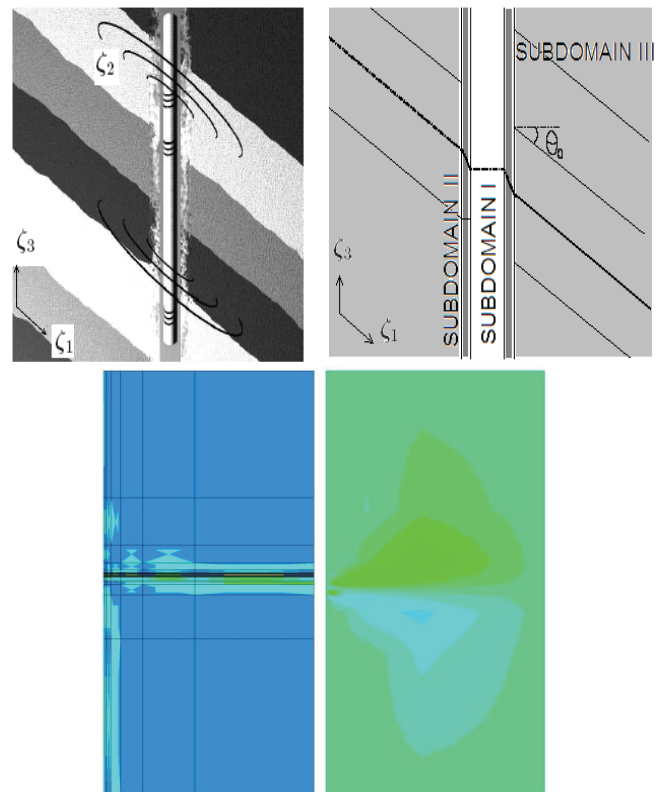 ζ₂
ζ₃
ζ₁
SUBDOMAIN III
θ₀
SUBDOMAIN II
SUBDOMAIN I
ζ₃
ζ₁